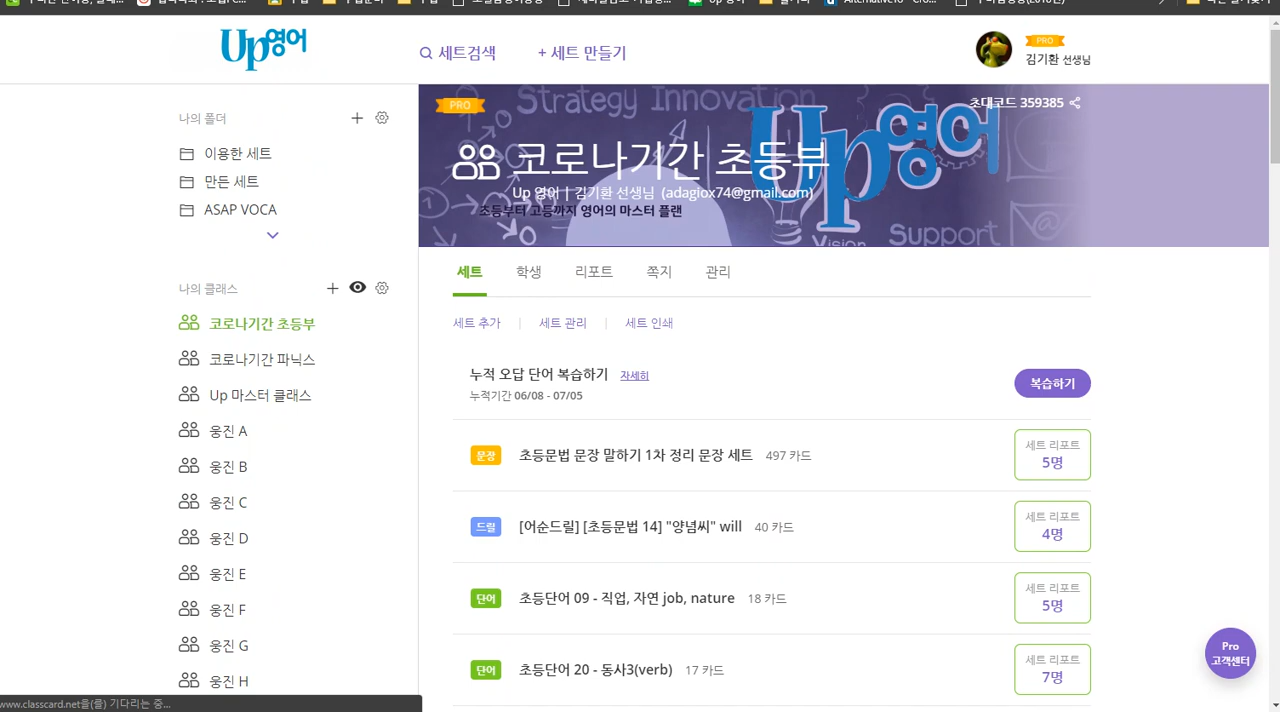 Up영어
세트검색
+ 세트 만들기
PRO
김기환 선생님
나의 폴더
이용한 세트
만든 세트
ASAP VOCA
나의 클래스
코로나기간 초등부
코로나기간 파닉스
Up 마스터 클래스
웅진 A
웅진 B
웅진 C
웅진 D
웅진 E
웅진 F
웅진 G
웅진 H
PRO
Strategy Innovation
초대코드 359385
Up영어
코로나기간 초등부
Up 영어 | 김기환 선생님 (adagiox74@gmail.com)
초등부터 고등까지 영어의 마스터 플랜
Vision
Support
세트 학생 리포트 쪽지 관리
세트 추가 | 세트 관리 | 세트 인쇄
누적 오답 단어 복습하기 자세히
누적기간 06/08 - 07/05
복습하기
문장 초등문법 문장 말하기 1차 정리 문장 세트 497 카드
세트 리포트
5명
드릴 [어순드릴] [초등문법 14] "양념씨" will 40 카드
세트 리포트
4명
단어 초등단어 09 - 직업, 자연 job, nature 18 카드
세트 리포트
5명
단어 초등단어 20 - 동사3(verb) 17 카드
세트 리포트
7명
Pro
고객센터
www.classcard.net을(를) 기다리는 중...